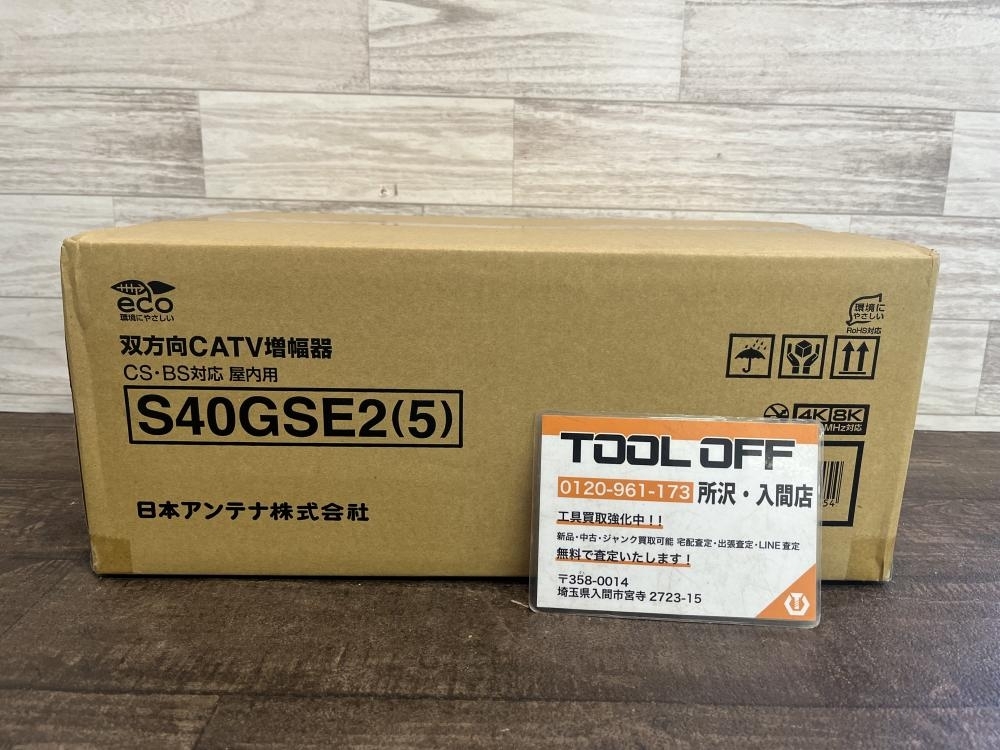 eco
環境にやさしい
双方向CATV増幅器
CS・BS対応 屋内用
S40GSE2(5)
日本アンテナ株式会社
環境に
やさしい
RoHS対応
4K 8K
MHz対応
TOOL OFF
0120-961-173 所沢・入間店
工具買取強化中！！
新品・中古・ジャンク買取可能 宅配査定・出張査定・LINE査定
無料で査定いたします！
〒358-0014
埼玉県入間市宮寺 2723-15